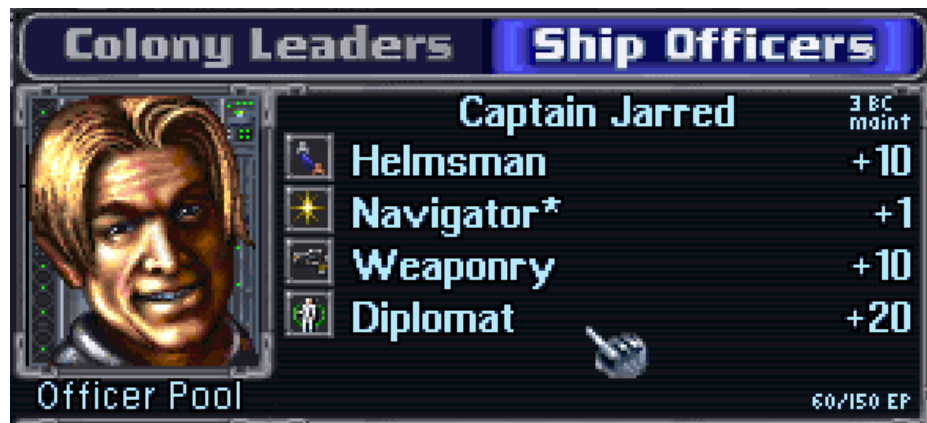 Colony Leaders
Ship Officers
Captain Jarred
3 BC
maint
Helmsman +10
Navigator* +1
Weaponry +10
Diplomat +20
Officer Pool
60/150 EP